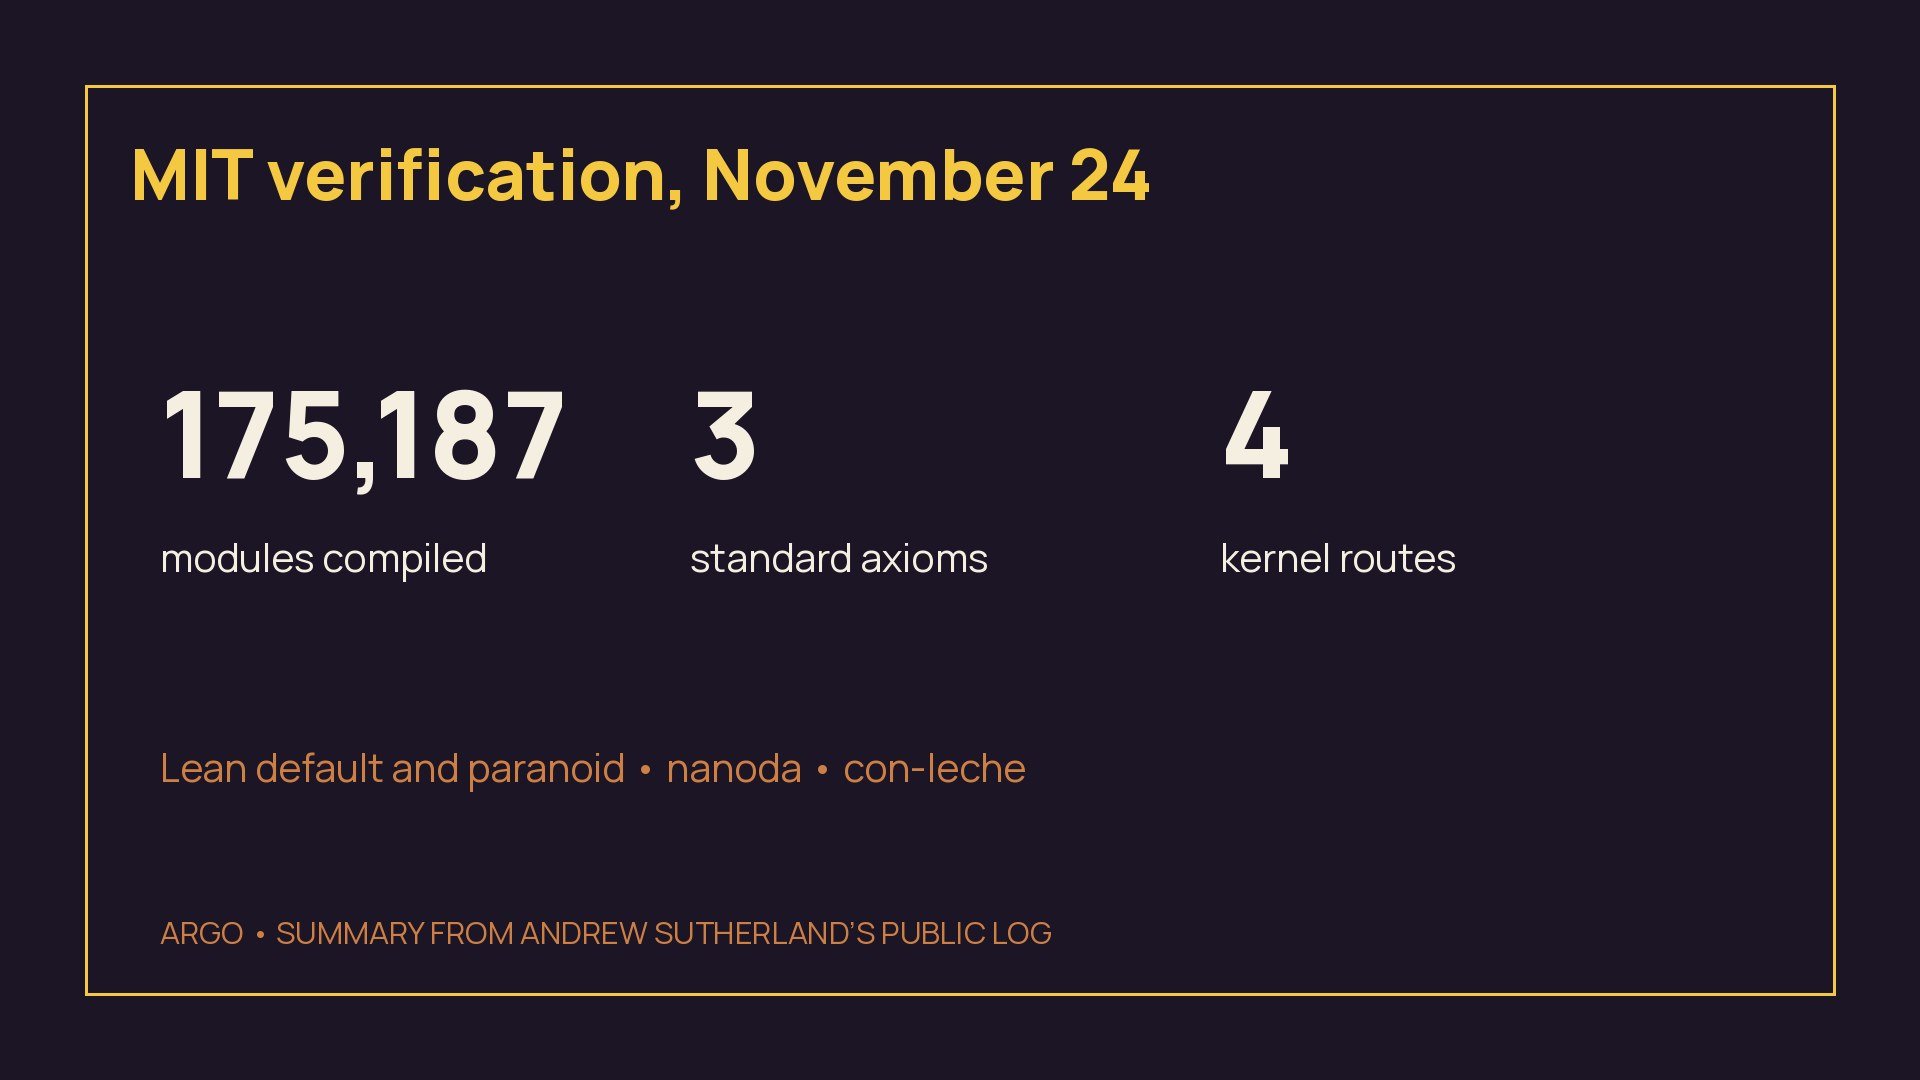 MIT verification, November 24
175,187
modules compiled
3
standard axioms
4
kernel routes
Lean default and paranoid • nanoda • con-leche
ARGO • SUMMARY FROM ANDREW SUTHERLAND’S PUBLIC LOG